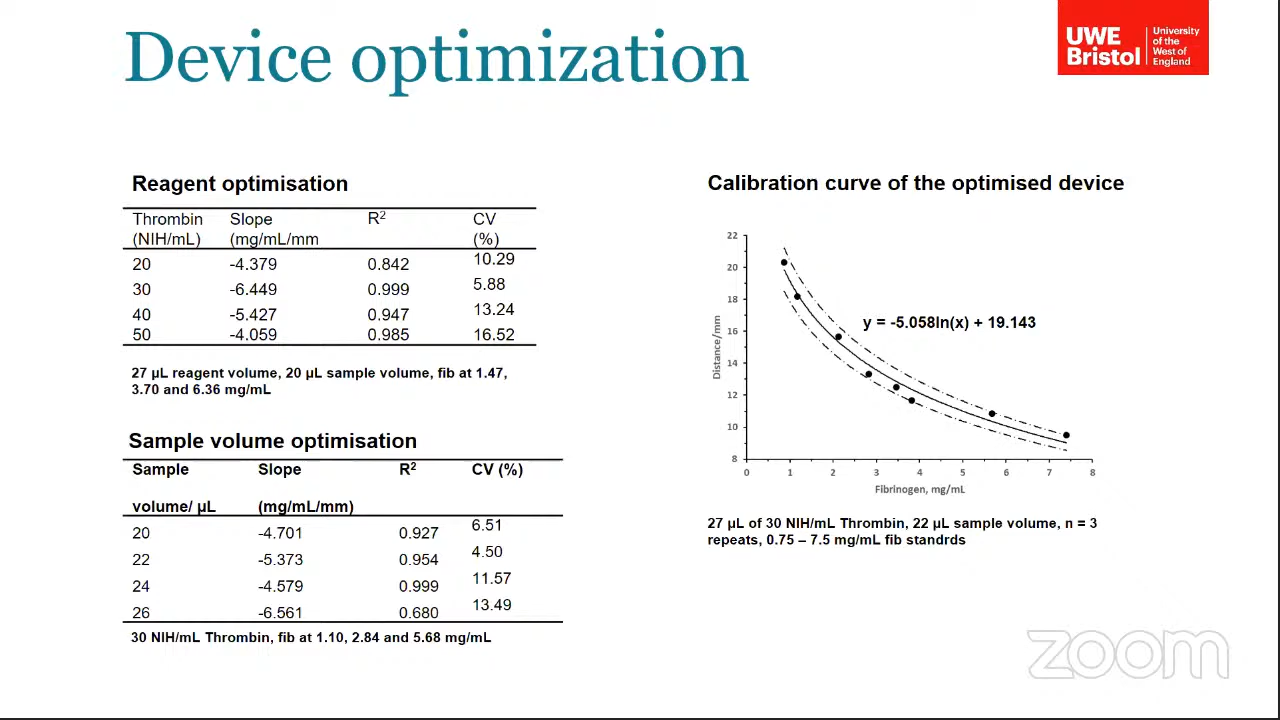 Device optimization
UWE Bristol
University of the West of England
Reagent optimisation
Thrombin (NIH/mL) Slope (mg/mL/mm R² CV (%)
20 -4.379 0.842 10.29
30 -6.449 0.999 5.88
40 -5.427 0.947 13.24
50 -4.059 0.985 16.52
27 µL reagent volume, 20 µL sample volume, fib at 1.47,
3.70 and 6.36 mg/mL
Sample volume optimisation
Sample Slope R² CV (%)
volume/ µL (mg/mL/mm)
20 -4.701 0.927 6.51
22 -5.373 0.954 4.50
24 -4.579 0.999 11.57
26 -6.561 0.680 13.49
30 NIH/mL Thrombin, fib at 1.10, 2.84 and 5.68 mg/mL
Calibration curve of the optimised device
22
20
18
16
14
12
10
8
Distance/mm
y = -5.058ln(x) + 19.143
0 1 2 3 4 5 6 7 8
Fibrinogen, mg/mL
27 µL of 30 NIH/mL Thrombin, 22 µL sample volume, n = 3
repeats, 0.75 – 7.5 mg/mL fib standrds
zoom